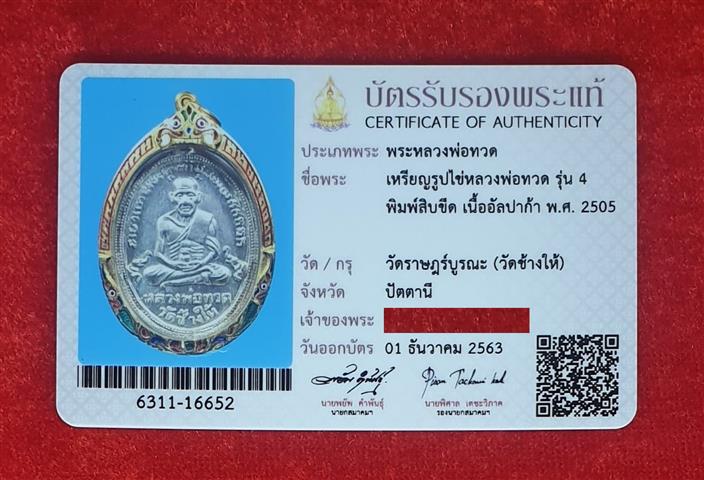 บัตรรับรองพระแท้
CERTIFICATE OF AUTHENTICITY
ประเภทพระ พระหลวงพ่อทวด
ชื่อพระ เหรียญรูปไข่หลวงพ่อทวด รุ่น 4
พิมพ์สิบขีด เนื้ออัลปาก้า พ.ศ. 2505
วัด / กรุ วัดราษฎร์บูรณะ (วัดช้างให้)
จังหวัด ปัตตานี
เจ้าของพระ
วันออกบัตร 01 ธันวาคม 2563
หลวงพ่อทวด
วัดช้างให้
6311-16652
นายพยัพ คำพันธุ์
นายกสมาคมฯ
นายพิศาล เตชะวิภาค
รองนายกสมาคมฯ